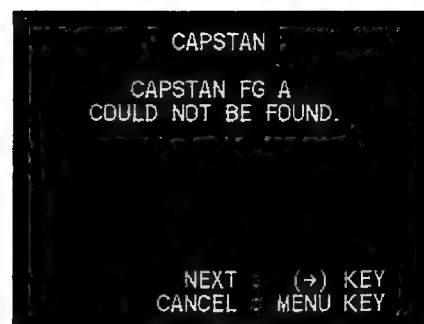 CAPSTAN
CAPSTAN FG A
COULD NOT BE FOUND.
NEXT : (→) KEY
CANCEL : MENU KEY